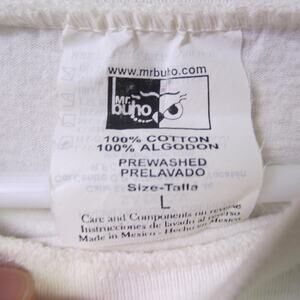 www.mrbuho.com
Mr.
buho
100% COTTON
100% ALGODON
PREWASHED
PRELAVADO
Size-Talla
L
Care and Components on reverse
Instrucciones de lavado al reverso
Made in Mexico - Hecho en Mexico